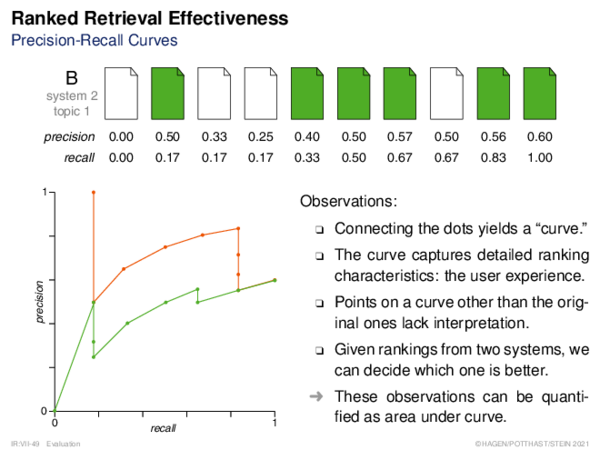 Ranked Retrieval Effectiveness
Precision-Recall Curves
B
system 2
topic 1
precision 0.00 0.50 0.33 0.25 0.40 0.50 0.57 0.50 0.56 0.60
recall 0.00 0.17 0.17 0.17 0.33 0.50 0.67 0.67 0.83 1.00
1
precision
0
0
recall
1
Observations:
❑ Connecting the dots yields a “curve.”
❑ The curve captures detailed ranking
characteristics: the user experience.
❑ Points on a curve other than the orig-
inal ones lack interpretation.
❑ Given rankings from two systems, we
can decide which one is better.
➜ These observations can be quanti-
fied as area under curve.
IR:VII-49 Evaluation
©HAGEN/POTTHAST/STEIN 2021